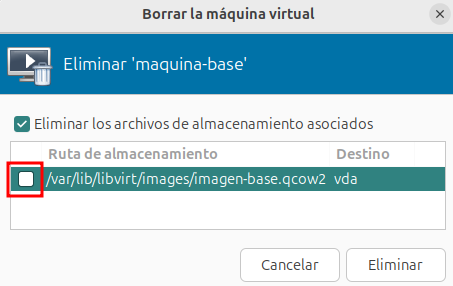 Borrar la máquina virtual
Eliminar 'maquina-base'
Eliminar los archivos de almacenamiento asociados
Ruta de almacenamiento Destino
/var/lib/libvirt/images/imagen-base.qcow2 vda
Cancelar Eliminar